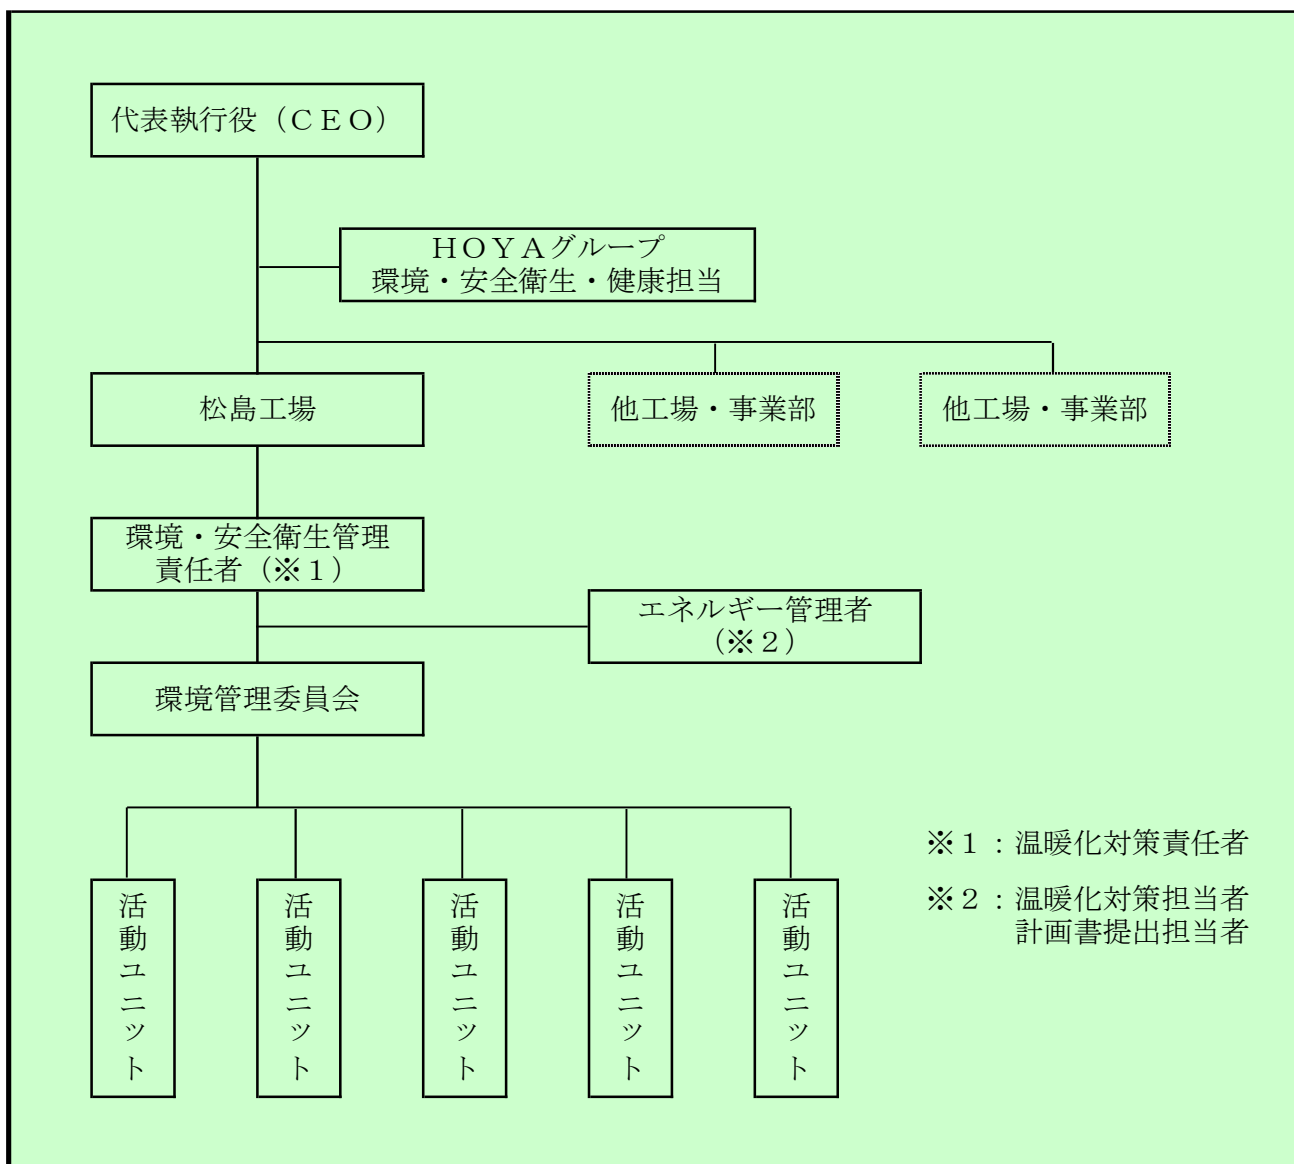 代表執行役（ＣＥＯ）
ＨＯＹＡグループ
環境・安全衛生・健康担当
松島工場
他工場・事業部
他工場・事業部
環境・安全衛生管理
責任者（※１）
エネルギー管理者
（※２）
環境管理委員会
※１：温暖化対策責任者
※２：温暖化対策担当者
計画書提出担当者
活動ユニット
活動ユニット
活動ユニット
活動ユニット
活動ユニット